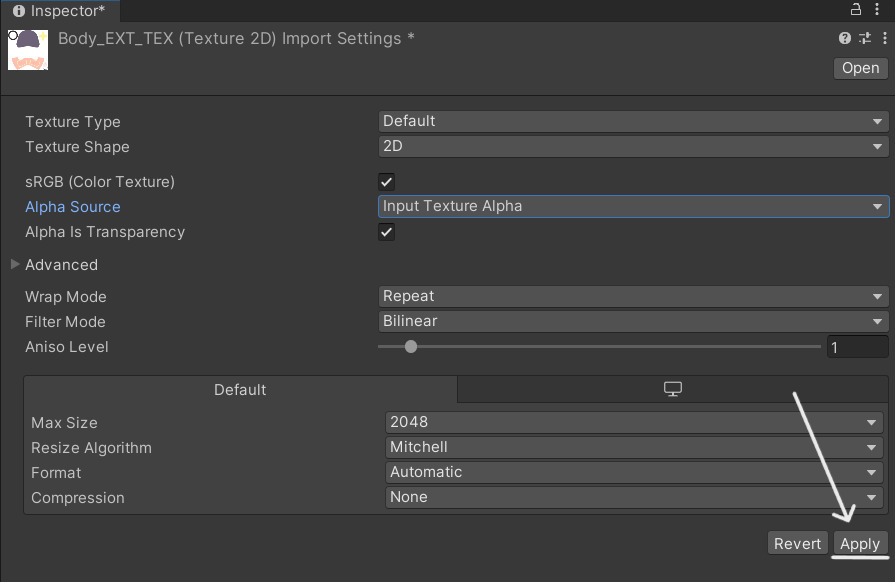 Inspector*
Body_EXT_TEX (Texture 2D) Import Settings *
Open
Texture Type Default
Texture Shape 2D
sRGB (Color Texture)
Alpha Source Input Texture Alpha
Alpha Is Transparency
Advanced
Wrap Mode Repeat
Filter Mode Bilinear
Aniso Level 1
Default
Max Size 2048
Resize Algorithm Mitchell
Format Automatic
Compression None
Revert Apply